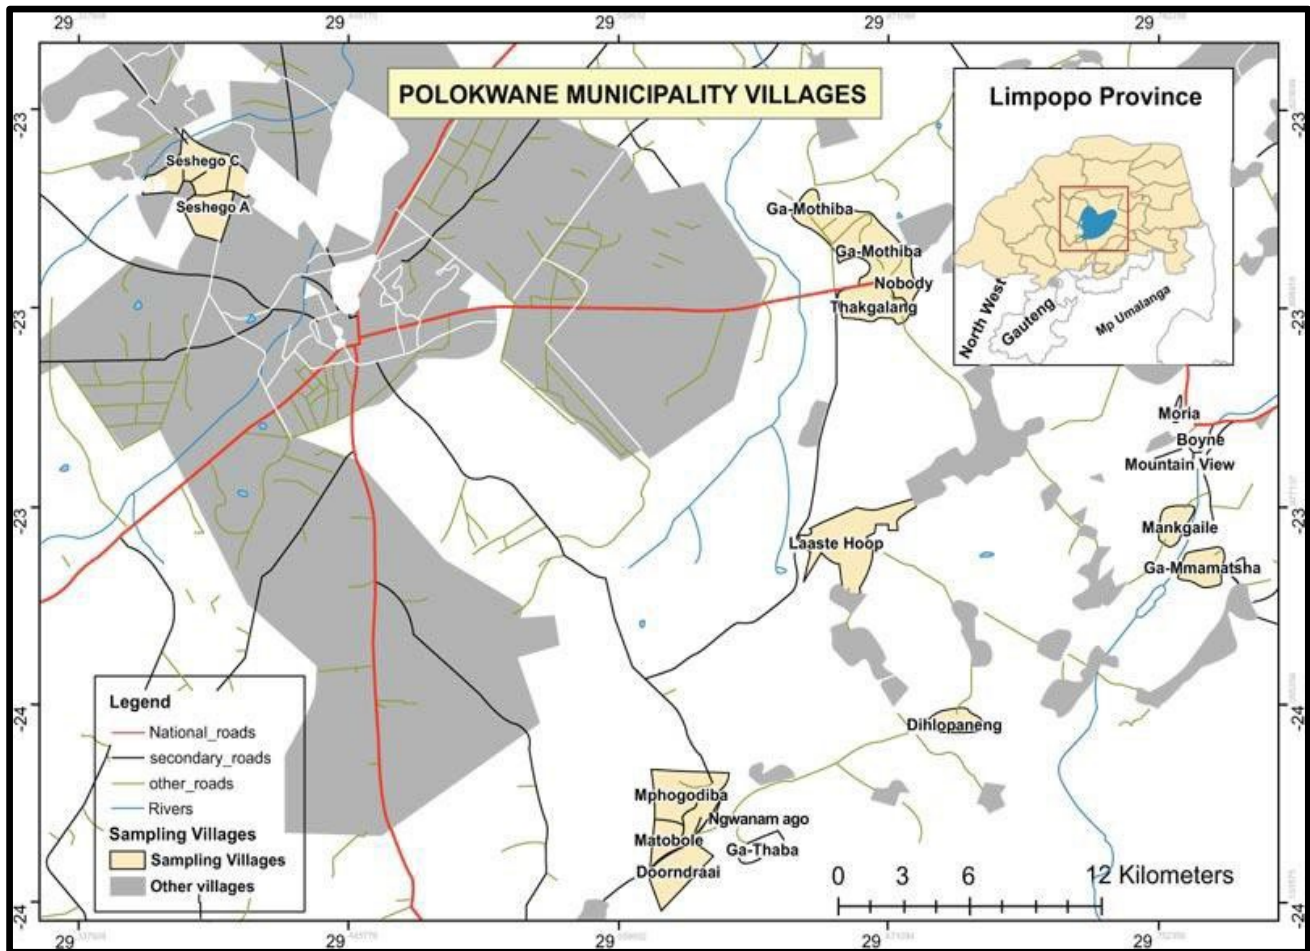 29 29 29 29 29
POLOKWANE MUNICIPALITY VILLAGES
Limpopo Province
-23
-23
Seshego C
Seshego A
Ga-Mothiba
Ga-Mothiba
Nobody
Thakgalang
North West
Gauteng
Mp Umalanga
-23
-23
Moria
Boyne
Mountain View
Mankgaile
Laaste Hoop
Ga-Mmamatsha
-23
-23
Legend
National_roads
secondary_roads
other_roads
Rivers
Sampling Villages
Sampling Villages
Other villages
-24
-24
Dihlopaneng
Mphogodiba
Ngwanam ago
Matobole
Ga-Thaba
Doorndraai
0 3 6 12 Kilometers
-24
-24
29 29 29 29 29